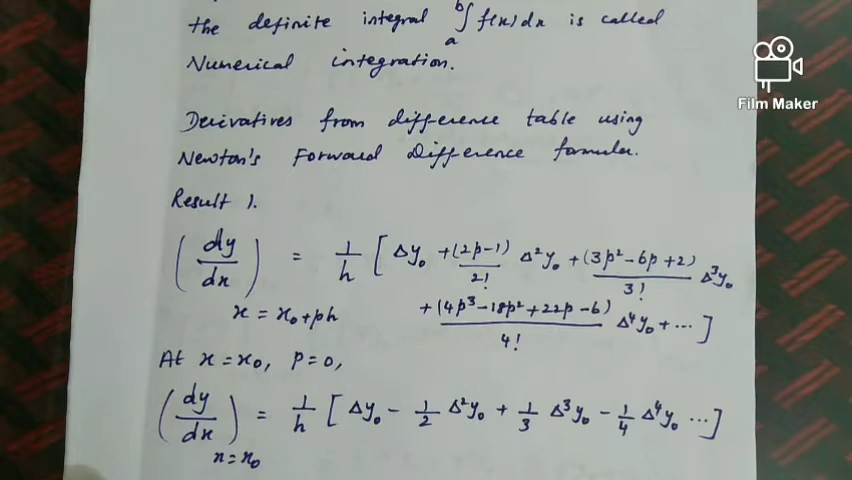 the definite integral ∫ₐᵇ f(x) dx is called
Numerical integration.
Film Maker
Derivatives from difference table using
Newton's Forward Difference formula.
Result 1.
(dy/dx) x = x₀+ph = 1/h [ Δy₀ + (2p-1)/2! Δ²y₀ + (3p²-6p+2)/3! Δ³y₀
+ (4p³-18p²+22p-6)/4! Δ⁴y₀ + ... ]
At x = x₀, P=0,
(dy/dx) x=x₀ = 1/h [ Δy₀ - 1/2 Δ²y₀ + 1/3 Δ³y₀ - 1/4 Δ⁴y₀ ... ]